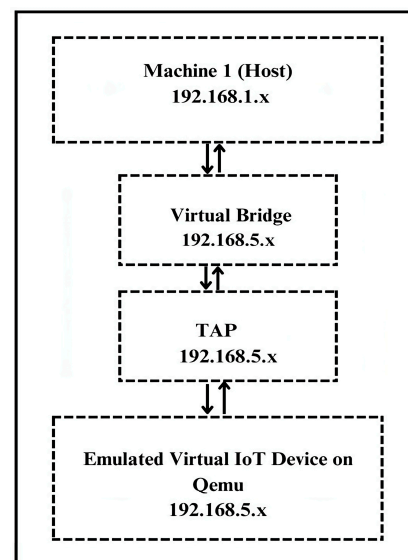 Machine 1 (Host)
192.168.1.x
Virtual Bridge
192.168.5.x
TAP
192.168.5.x
Emulated Virtual IoT Device on
Qemu
192.168.5.x